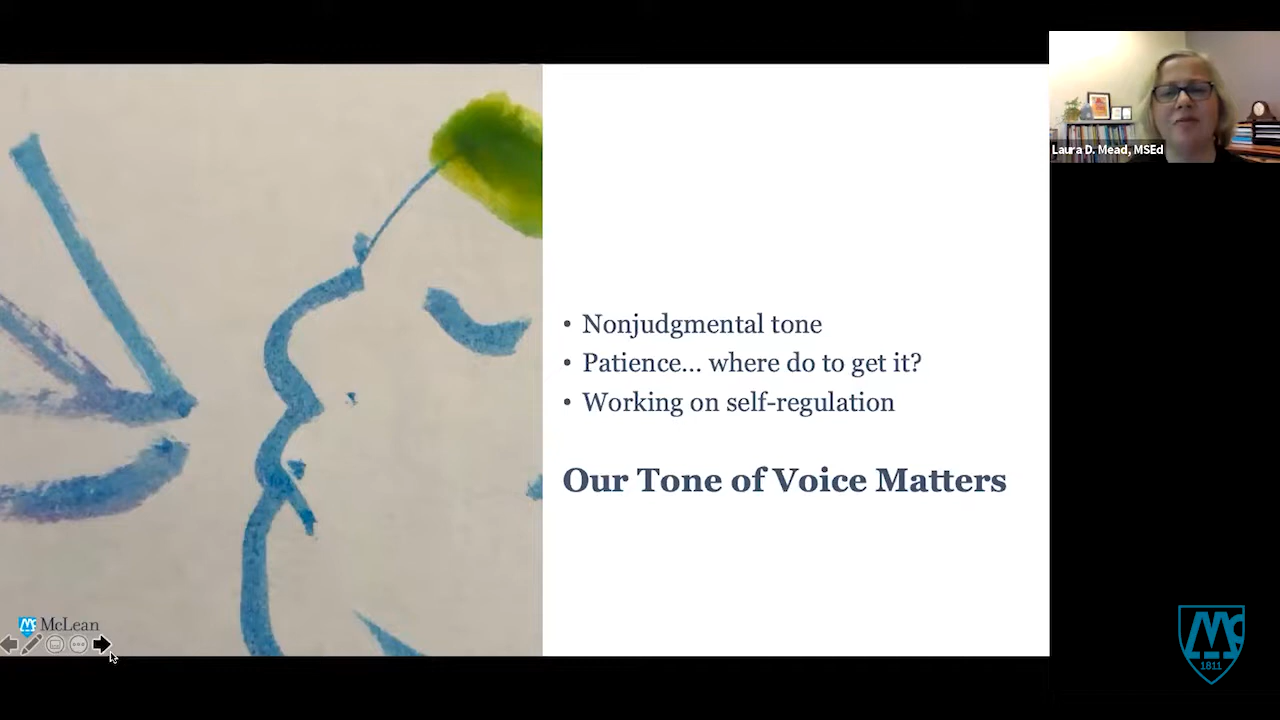 Laura D. Mead, MSEd
• Nonjudgmental tone
• Patience... where do to get it?
• Working on self-regulation
Our Tone of Voice Matters
McLean
1811